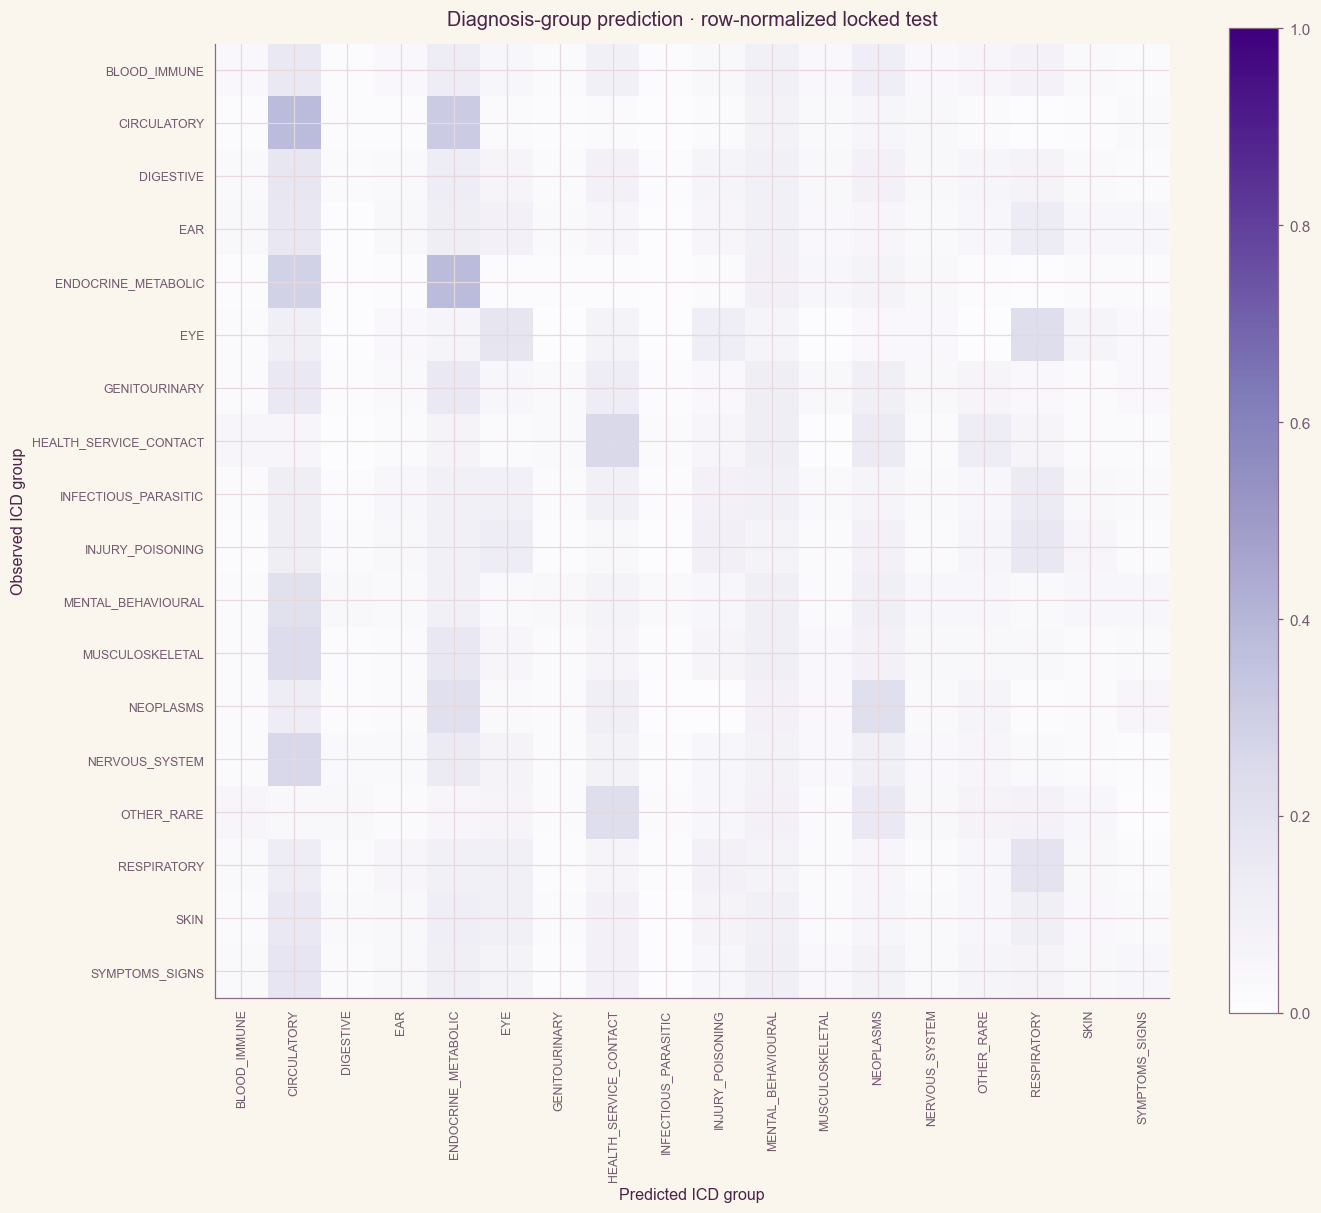 Diagnosis-group prediction · row-normalized locked test
Observed ICD group
BLOOD_IMMUNE
CIRCULATORY
DIGESTIVE
EAR
ENDOCRINE_METABOLIC
EYE
GENITOURINARY
HEALTH_SERVICE_CONTACT
INFECTIOUS_PARASITIC
INJURY_POISONING
MENTAL_BEHAVIOURAL
MUSCULOSKELETAL
NEOPLASMS
NERVOUS_SYSTEM
OTHER_RARE
RESPIRATORY
SKIN
SYMPTOMS_SIGNS
BLOOD_IMMUNE
CIRCULATORY
DIGESTIVE
EAR
ENDOCRINE_METABOLIC
EYE
GENITOURINARY
HEALTH_SERVICE_CONTACT
INFECTIOUS_PARASITIC
INJURY_POISONING
MENTAL_BEHAVIOURAL
MUSCULOSKELETAL
NEOPLASMS
NERVOUS_SYSTEM
OTHER_RARE
RESPIRATORY
SKIN
SYMPTOMS_SIGNS
Predicted ICD group
1.0
0.8
0.6
0.4
0.2
0.0